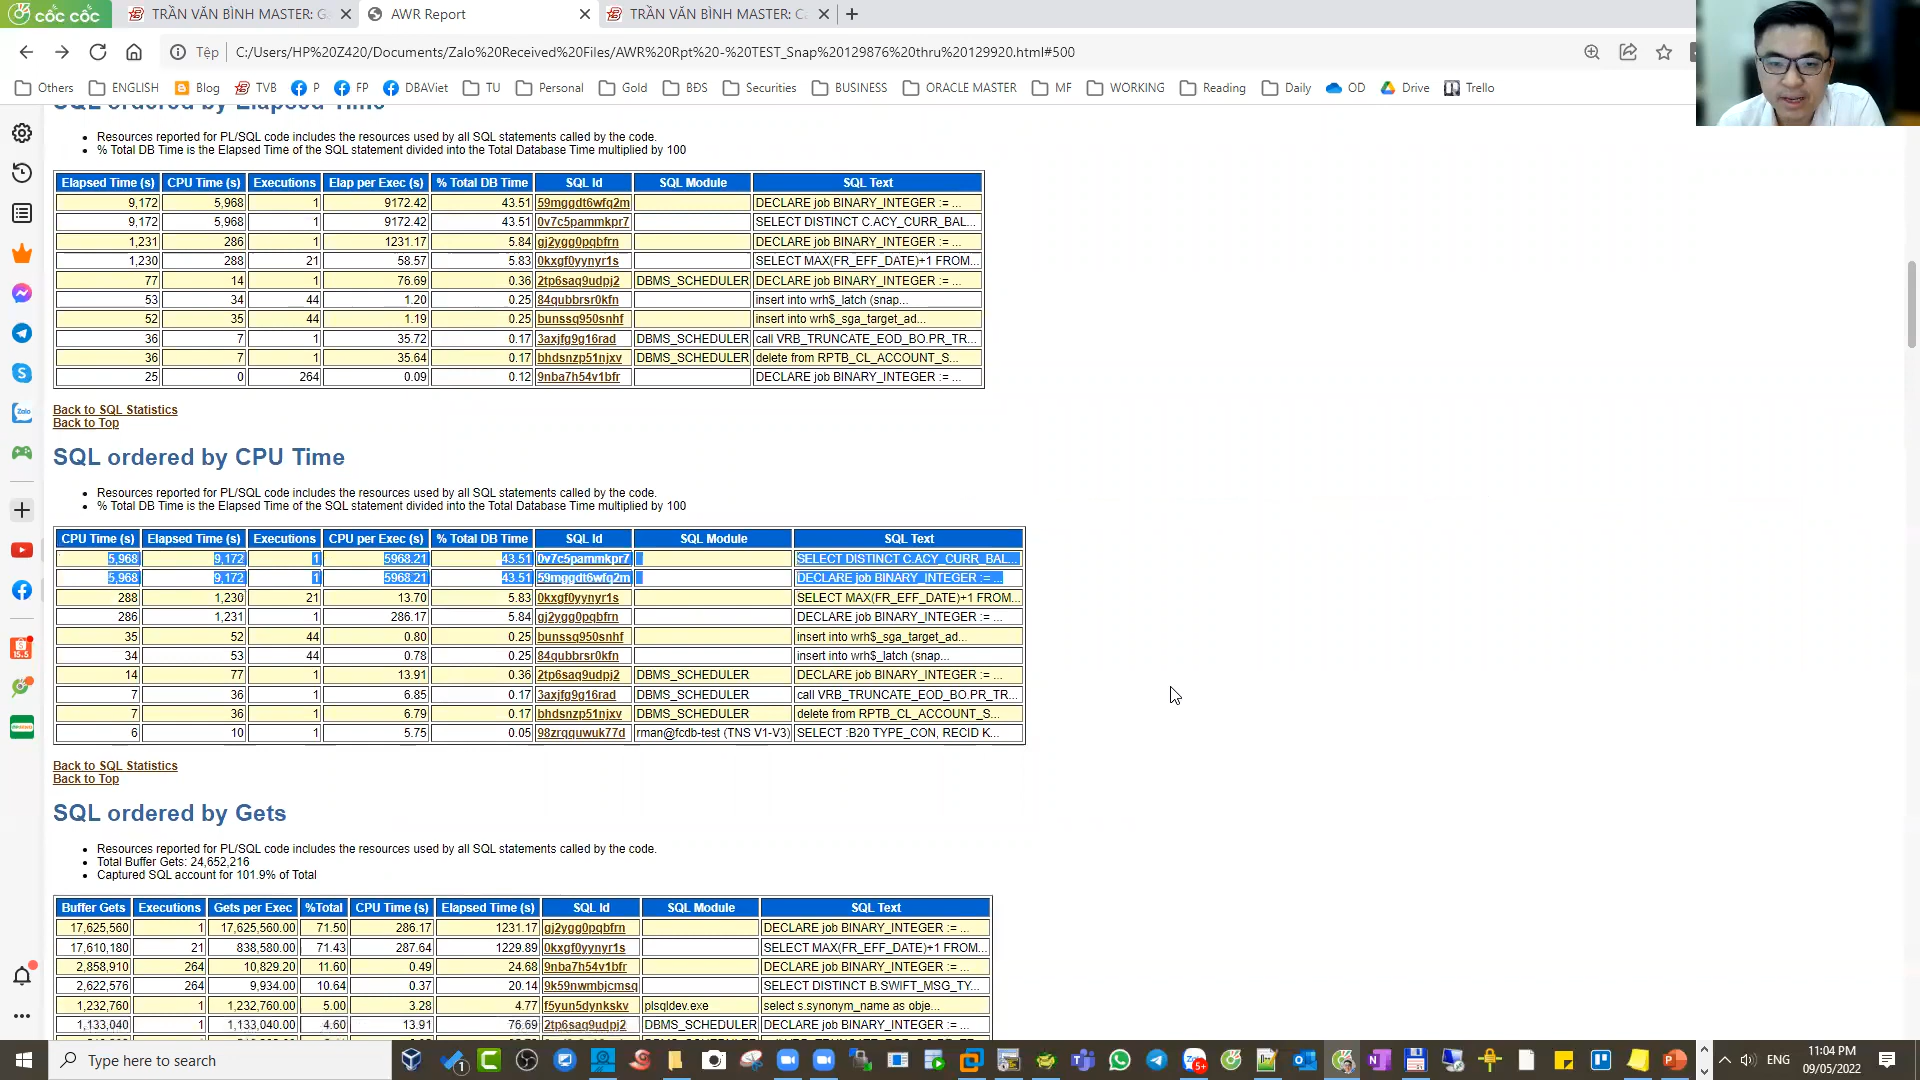 cốc cốc
TRẦN VĂN BÌNH MASTER: G
AWR Report
TRẦN VĂN BÌNH MASTER: C
Tệp C:/Users/HP%20Z420/Documents/Zalo%20Received%20Files/AWR%20Rpt%20-%20TEST_Snap%20129876%20thru%20129920.html#500
Others ENGLISH Blog TVB P FP DBAViet TU Personal Gold BĐS Securities BUSINESS ORACLE MASTER MF WORKING Reading Daily OD Drive Trello
SQL ordered by Elapsed Time
Resources reported for PL/SQL code includes the resources used by all SQL statements called by the code.
% Total DB Time is the Elapsed Time of the SQL statement divided into the Total Database Time multiplied by 100
Elapsed Time (s) CPU Time (s) Executions Elap per Exec (s) % Total DB Time SQL Id SQL Module SQL Text
9,172 5,968 1 9172.42 43.51 59mggdt6wfq2m DECLARE job BINARY_INTEGER := ...
9,172 5,968 1 9172.42 43.51 0v7c5pammkpr7 SELECT DISTINCT C.ACY_CURR_BAL...
1,231 286 1 1231.17 5.84 gj2ygg0pqbfrn DECLARE job BINARY_INTEGER := ...
1,230 288 21 58.57 5.83 0kxgf0yynyr1s SELECT MAX(FR_EFF_DATE)+1 FROM...
77 14 1 76.69 0.36 2tp6saq9udpj2 DBMS_SCHEDULER DECLARE job BINARY_INTEGER := ...
53 34 44 1.20 0.25 84qubbrsr0kfn insert into wrh$_latch (snap...
52 35 44 1.19 0.25 bunssq950snhf insert into wrh$_sga_target_ad...
36 7 1 35.72 0.17 3axjfg9g16rad DBMS_SCHEDULER call VRB_TRUNCATE_EOD_BO.PR_TR...
36 7 1 35.64 0.17 bhdsnzp51njxv DBMS_SCHEDULER delete from RPTB_CL_ACCOUNT_S...
25 0 264 0.09 0.12 9nba7h54v1bfr DECLARE job BINARY_INTEGER := ...
Back to SQL Statistics
Back to Top
SQL ordered by CPU Time
Resources reported for PL/SQL code includes the resources used by all SQL statements called by the code.
% Total DB Time is the Elapsed Time of the SQL statement divided into the Total Database Time multiplied by 100
CPU Time (s) Elapsed Time (s) Executions CPU per Exec (s) % Total DB Time SQL Id SQL Module SQL Text
5,968 9,172 1 5968.21 43.51 0v7c5pammkpr7 SELECT DISTINCT C.ACY_CURR_BAL...
5,968 9,172 1 5968.21 43.51 59mggdt6wfq2m DECLARE job BINARY_INTEGER := ...
288 1,230 21 13.70 5.83 0kxgf0yynyr1s SELECT MAX(FR_EFF_DATE)+1 FROM...
286 1,231 1 286.17 5.84 gj2ygg0pqbfrn DECLARE job BINARY_INTEGER := ...
35 52 44 0.80 0.25 bunssq950snhf insert into wrh$_sga_target_ad...
34 53 44 0.78 0.25 84qubbrsr0kfn insert into wrh$_latch (snap...
14 77 1 13.91 0.36 2tp6saq9udpj2 DBMS_SCHEDULER DECLARE job BINARY_INTEGER := ...
7 36 1 6.85 0.17 3axjfg9g16rad DBMS_SCHEDULER call VRB_TRUNCATE_EOD_BO.PR_TR...
7 36 1 6.79 0.17 bhdsnzp51njxv DBMS_SCHEDULER delete from RPTB_CL_ACCOUNT_S...
6 10 1 5.75 0.05 98zrqquwuk77d rman@fcdb-test (TNS V1-V3) SELECT :B20 TYPE_CON, RECID K...
Back to SQL Statistics
Back to Top
SQL ordered by Gets
Resources reported for PL/SQL code includes the resources used by all SQL statements called by the code.
Total Buffer Gets: 24,652,216
Captured SQL account for 101.9% of Total
Buffer Gets Executions Gets per Exec %Total CPU Time (s) Elapsed Time (s) SQL Id SQL Module SQL Text
17,625,560 1 17,625,560.00 71.50 286.17 1231.17 gj2ygg0pqbfrn DECLARE job BINARY_INTEGER := ...
17,610,180 21 838,580.00 71.43 287.64 1229.89 0kxgf0yynyr1s SELECT MAX(FR_EFF_DATE)+1 FROM...
2,858,910 264 10,829.20 11.60 0.49 24.68 9nba7h54v1bfr DECLARE job BINARY_INTEGER := ...
2,622,576 264 9,934.00 10.64 0.37 20.14 9k59nwmbjcmsq SELECT DISTINCT B.SWIFT_MSG_TY...
1,232,760 1 1,232,760.00 5.00 3.28 4.77 f5yun5dynkskv plsqldev.exe select s.synonym_name as obje...
1,133,040 1 1,133,040.00 4.60 13.91 76.69 2tp6saq9udpj2 DBMS_SCHEDULER DECLARE job BINARY_INTEGER := ...
Type here to search
ENG
11:04 PM
09/05/2022